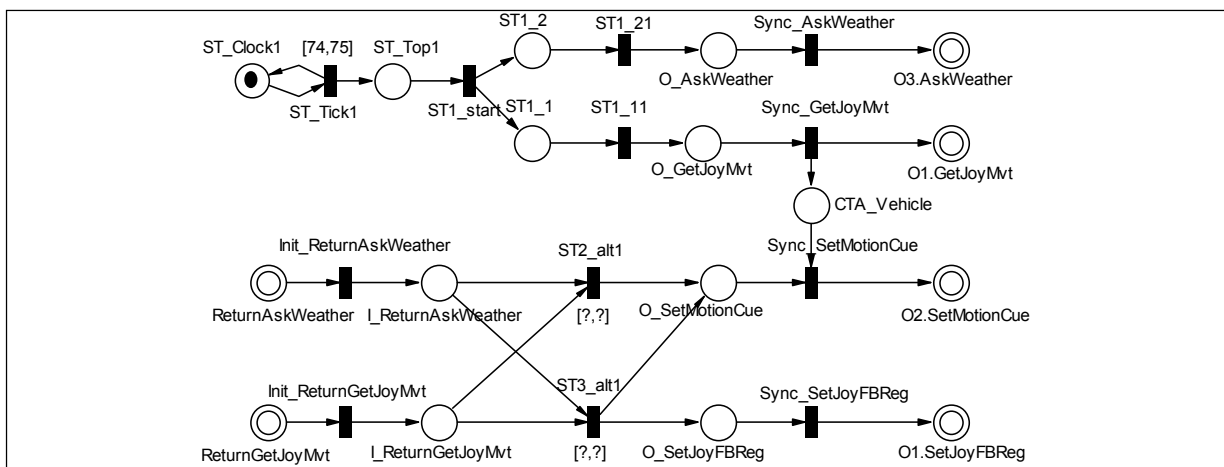 ST_Clock1
[74,75]
ST_Top1
ST1_2
ST1_21
Sync_AskWeather
ST_Tick1
ST1_start
O_AskWeather
O3.AskWeather
ST1_1
ST1_11
Sync_GetJoyMvt
O_GetJoyMvt
O1.GetJoyMvt
CTA_Vehicle
Init_ReturnAskWeather
ST2_alt1
Sync_SetMotionCue
ReturnAskWeather
I_ReturnAskWeather
[?,?]
O_SetMotionCue
O2.SetMotionCue
Init_ReturnGetJoyMvt
ST3_alt1
Sync_SetJoyFBReg
ReturnGetJoyMvt
I_ReturnGetJoyMvt
[?,?]
O_SetJoyFBReg
O1.SetJoyFBReg